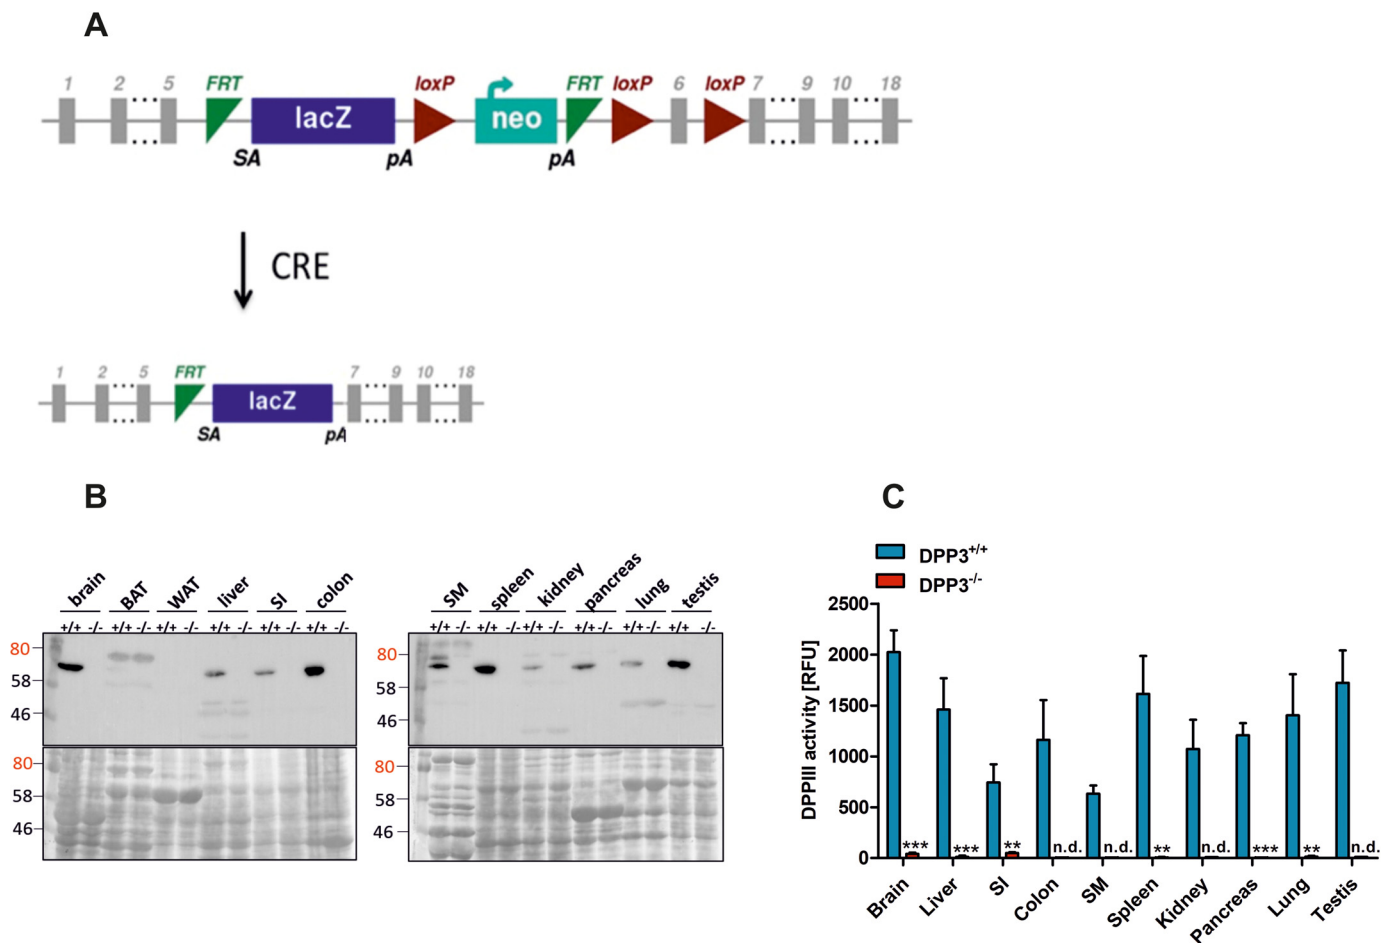 A
1 2 5 FRT loxP FRT loxP 6 loxP 7 9 10 18
lacZ neo
SA pA pA
CRE
1 2 5 FRT 7 9 10 18
lacZ
SA pA
B
brain BAT WAT liver SI colon
+/+ -/- +/+ -/- +/+ -/- +/+ -/- +/+ -/- +/+ -/-
80
58
46
80
58
46
SM spleen kidney pancreas lung testis
+/+ -/- +/+ -/- +/+ -/- +/+ -/- +/+ -/- +/+ -/-
80
58
46
80
58
46
C
DPP3+/+
DPP3-/-
DPPIII activity [RFU]
2500
2000
1500
1000
500
0
*** *** ** n.d. n.d. ** n.d. *** ** n.d.
Brain Liver SI Colon SM Spleen Kidney Pancreas Lung Testis